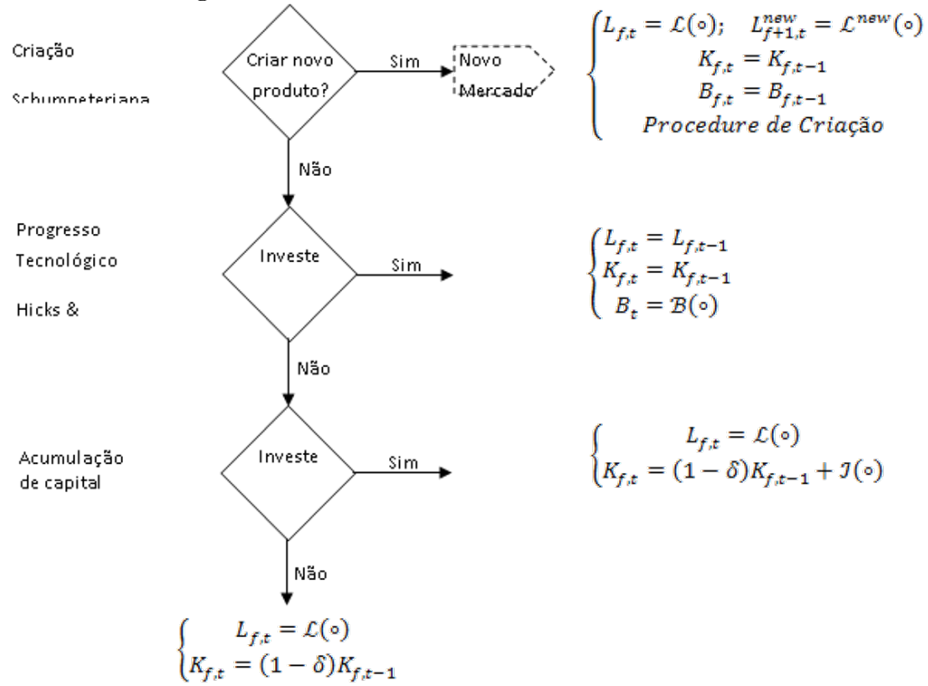 Criação
Schumpeteriana
Criar novo
produto?
Sim
Novo
Mercado
L_{f,t} = ℒ(∘); L^{new}_{f+1,t} = ℒ^{new}(∘)
K_{f,t} = K_{f,t−1}
B_{f,t} = B_{f,t−1}
Procedure de Criação
Não
Progresso
Tecnológico
Hicks &
Investe
Sim
L_{f,t} = L_{f,t−1}
K_{f,t} = K_{f,t−1}
B_t = ℬ(∘)
Não
Acumulação
de capital
Investe
Sim
L_{f,t} = ℒ(∘)
K_{f,t} = (1 − δ)K_{f,t−1} + ℐ(∘)
Não
L_{f,t} = ℒ(∘)
K_{f,t} = (1 − δ)K_{f,t−1}